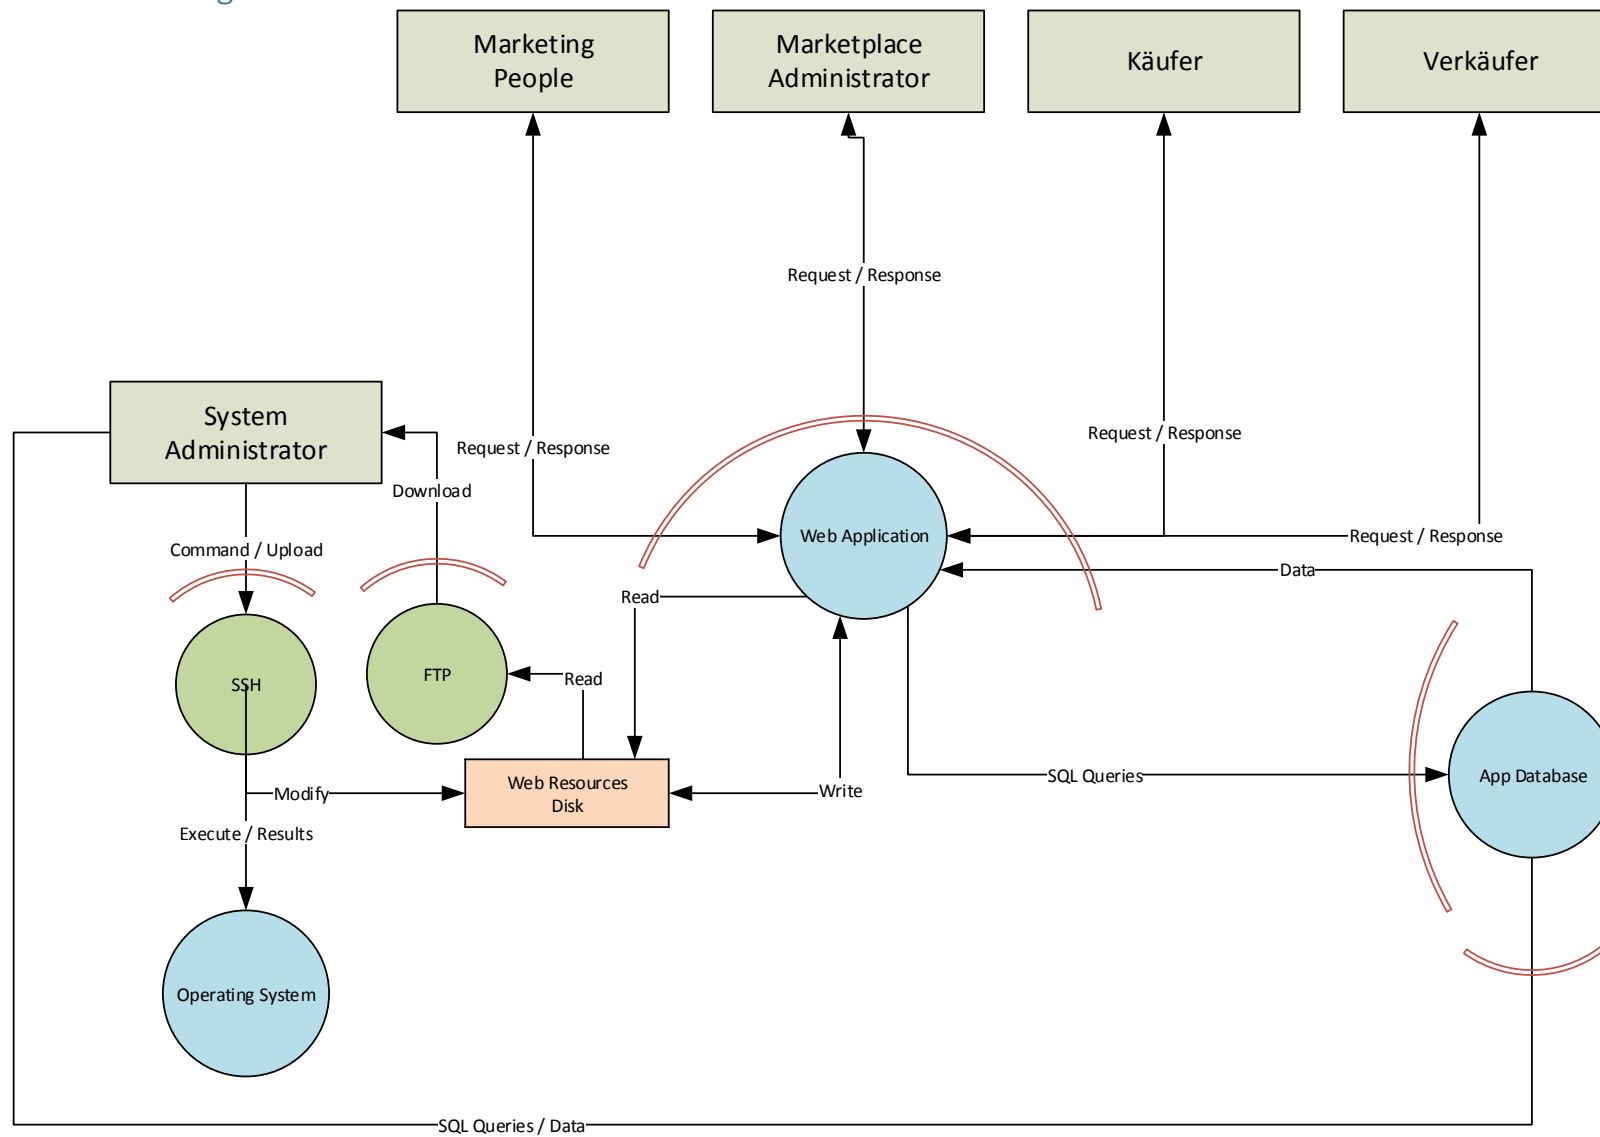 Marketing
People
Marketplace
Administrator
Käufer
Verkäufer
Request / Response
System
Administrator
Request / Response
Request / Response
Download
Command / Upload
Web Application
Request / Response
Data
Read
SSH
FTP
Read
Web Resources
Disk
Modify
Write
SQL Queries
App Database
Execute / Results
Operating System
SQL Queries / Data